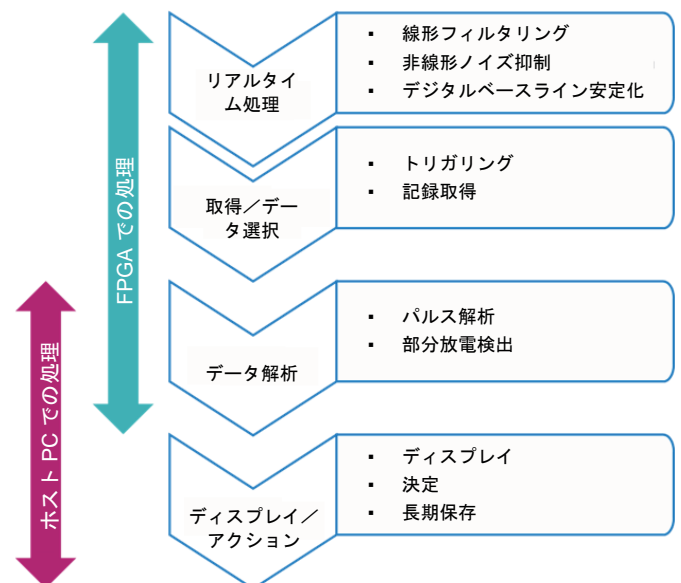 FPGA での処理
ホスト PC での処理
リアルタイ
ム処理
▪ 線形フィルタリング
▪ 非線形ノイズ抑制
▪ デジタルベースライン安定化
取得／デー
タ選択
▪ トリガリング
▪ 記録取得
データ解析
▪ パルス解析
▪ 部分放電検出
ディスプレイ／
アクション
▪ ディスプレイ
▪ 決定
▪ 長期保存